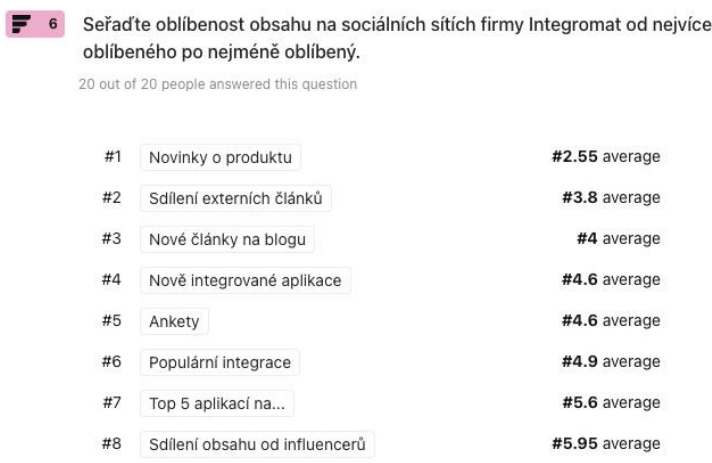 6 Seřaďte oblíbenost obsahu na sociálních sítích firmy Integromat od nejvíce
oblíbeného po nejméně oblíbený.
20 out of 20 people answered this question
#1 Novinky o produktu #2.55 average
#2 Sdílení externích článků #3.8 average
#3 Nové články na blogu #4 average
#4 Nově integrované aplikace #4.6 average
#5 Ankety #4.6 average
#6 Populární integrace #4.9 average
#7 Top 5 aplikací na... #5.6 average
#8 Sdílení obsahu od influencerů #5.95 average